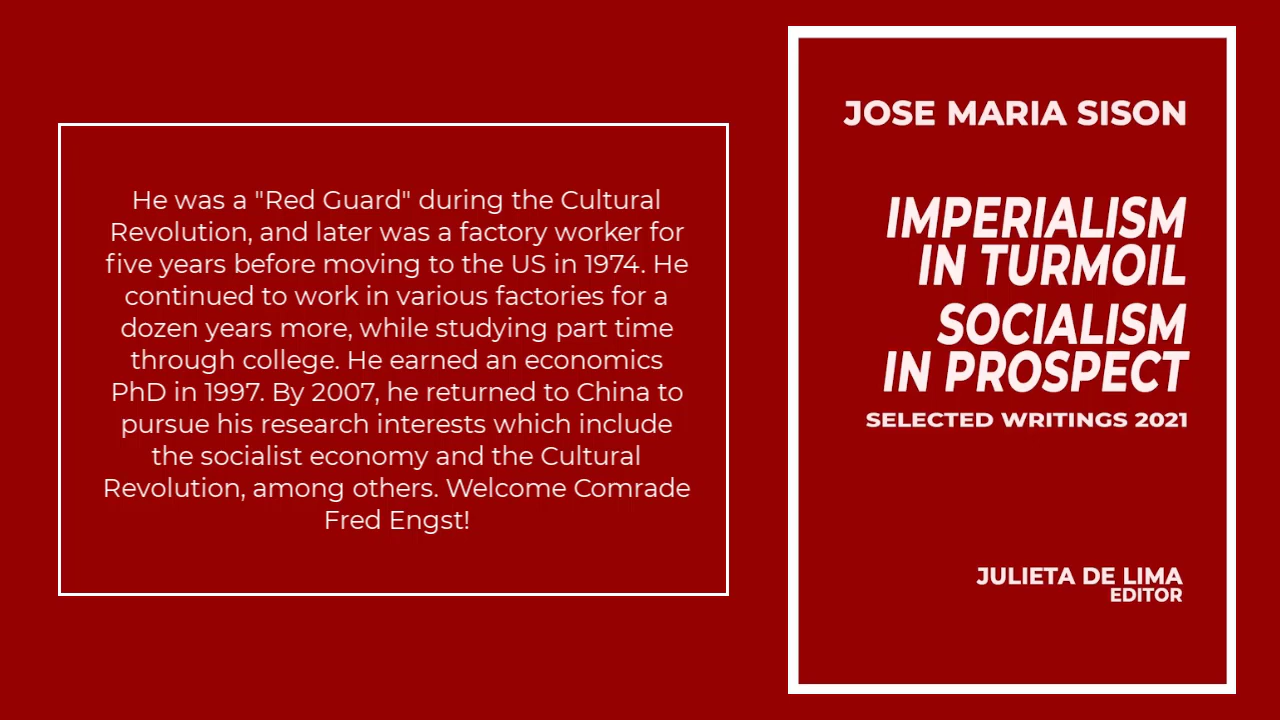 He was a "Red Guard" during the Cultural
Revolution, and later was a factory worker for
five years before moving to the US in 1974. He
continued to work in various factories for a
dozen years more, while studying part time
through college. He earned an economics
PhD in 1997. By 2007, he returned to China to
pursue his research interests which include
the socialist economy and the Cultural
Revolution, among others. Welcome Comrade
Fred Engst!
JOSE MARIA SISON
IMPERIALISM
IN TURMOIL
SOCIALISM
IN PROSPECT
SELECTED WRITINGS 2021
JULIETA DE LIMA
EDITOR